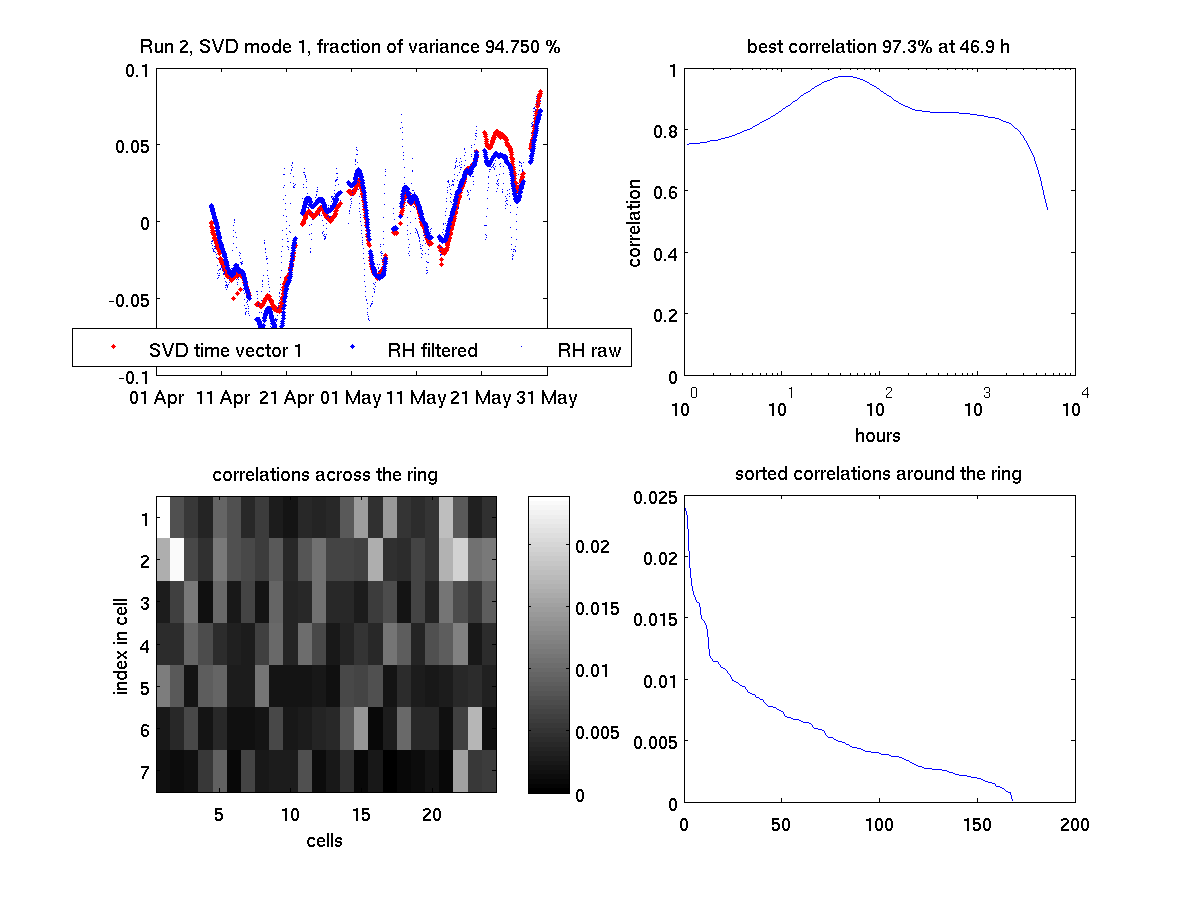 Run 2, SVD mode 1, fraction of variance 94.750 %
0.1
0.05
0
-0.05
-0.1
SVD time vector 1 RH filtered RH raw
01 Apr 11 Apr 21 Apr 01 May 11 May 21 May 31 May
best correlation 97.3% at 46.9 h
1
0.8
0.6
0.4
0.2
0
correlation
10^0 10^1 10^2 10^3 10^4
hours
correlations across the ring
1
2
3
4
5
6
7
index in cell
5 10 15 20
cells
0.02
0.015
0.01
0.005
0
sorted correlations around the ring
0.025
0.02
0.015
0.01
0.005
0
0 50 100 150 200